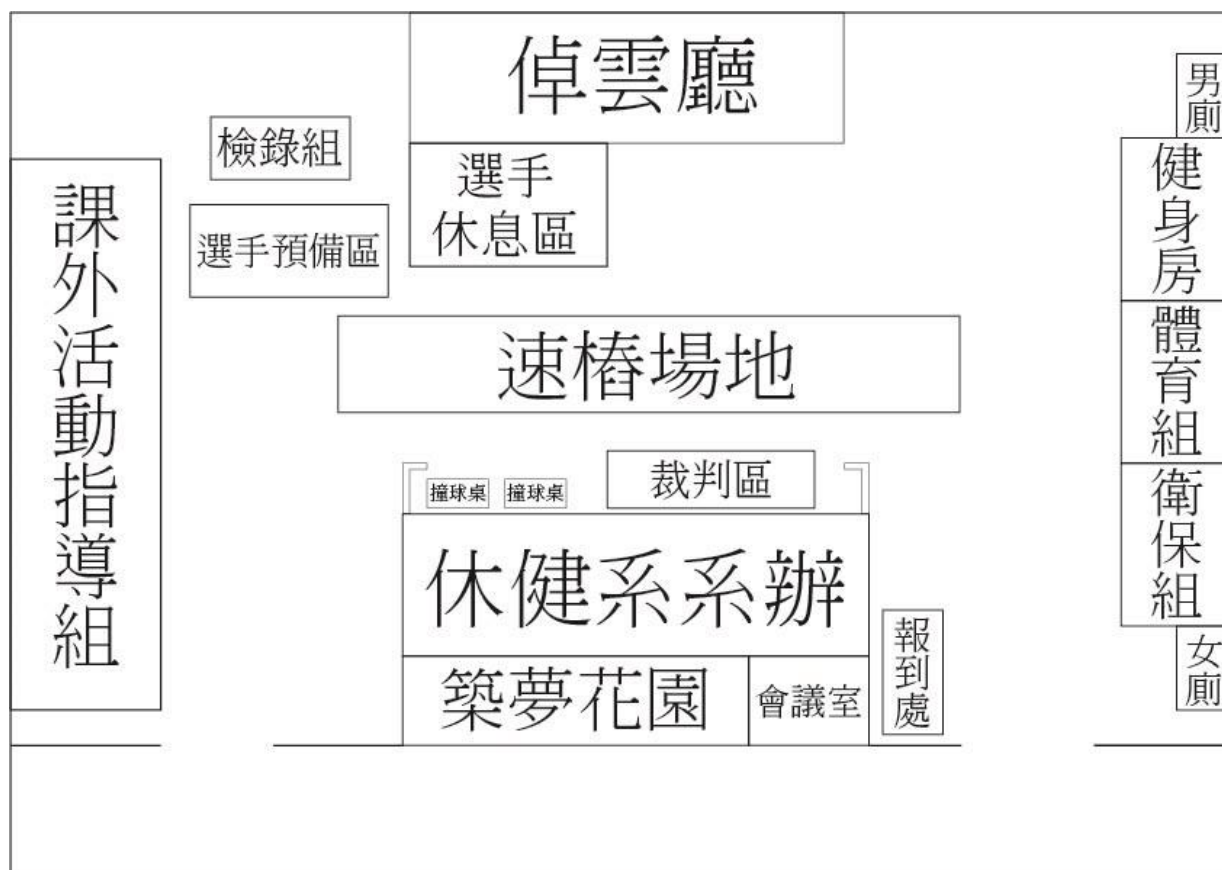 倬雲廳
男廁
檢錄組
選手
休息區
健身房
課外活動指導組
選手預備區
速樁場地
體育組
裁判區
撞球桌
撞球桌
衛保組
休健系系辦
報到處
女廁
築夢花園
會議室